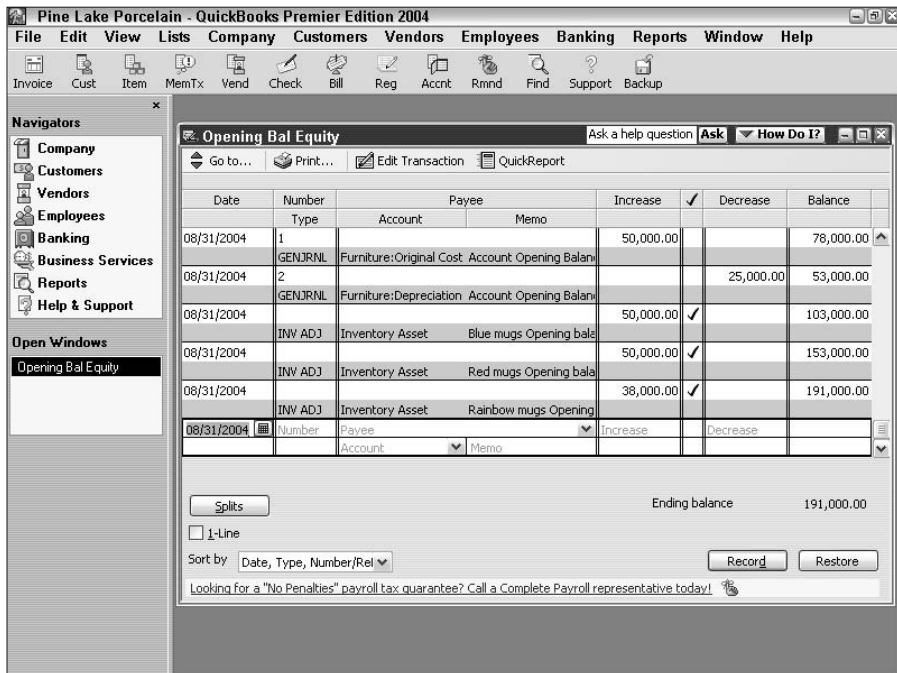 Pine Lake Porcelain - QuickBooks Premier Edition 2004
File Edit View Lists Company Customers Vendors Employees Banking Reports Window Help
Invoice Cust Item MemTx Vend Check Bill Reg Accnt Rmnd Find Support Backup
Navigators
Company
Customers
Vendors
Employees
Banking
Business Services
Reports
Help & Support
Open Windows
Opening Bal Equity
Opening Bal Equity Ask a help question Ask How Do I?
Go to... Print... Edit Transaction QuickReport
Date Number Payee Increase ✓ Decrease Balance
Type Account Memo
08/31/2004 1 50,000.00 78,000.00
GENJRNL Furniture:Original Cost Account Opening Balan
08/31/2004 2 25,000.00 53,000.00
GENJRNL Furniture:Depreciation Account Opening Balan
08/31/2004 50,000.00 ✓ 103,000.00
INV ADJ Inventory Asset Blue mugs Opening bala
08/31/2004 50,000.00 ✓ 153,000.00
INV ADJ Inventory Asset Red mugs Opening bala
08/31/2004 38,000.00 ✓ 191,000.00
INV ADJ Inventory Asset Rainbow mugs Opening
08/31/2004 Number Payee Increase Decrease
Account Memo
Splits Ending balance 191,000.00
1-Line
Sort by Date, Type, Number/Rel Record Restore
Looking for a "No Penalties" payroll tax guarantee? Call a Complete Payroll representative today!